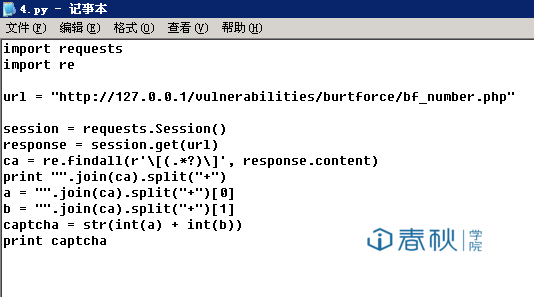 4.py - 记事本
文件(F) 编辑(E) 格式(O) 查看(V) 帮助(H)
import requests
import re
url = "http://127.0.0.1/vulnerabilities/burtforce/bf_number.php"
session = requests.Session()
response = session.get(url)
ca = re.findall(r'\[(.*?)\]', response.content)
print "".join(ca).split("+")
a = "".join(ca).split("+")[0]
b = "".join(ca).split("+")[1]
captcha = str(int(a) + int(b))
print captcha
春秋 学院